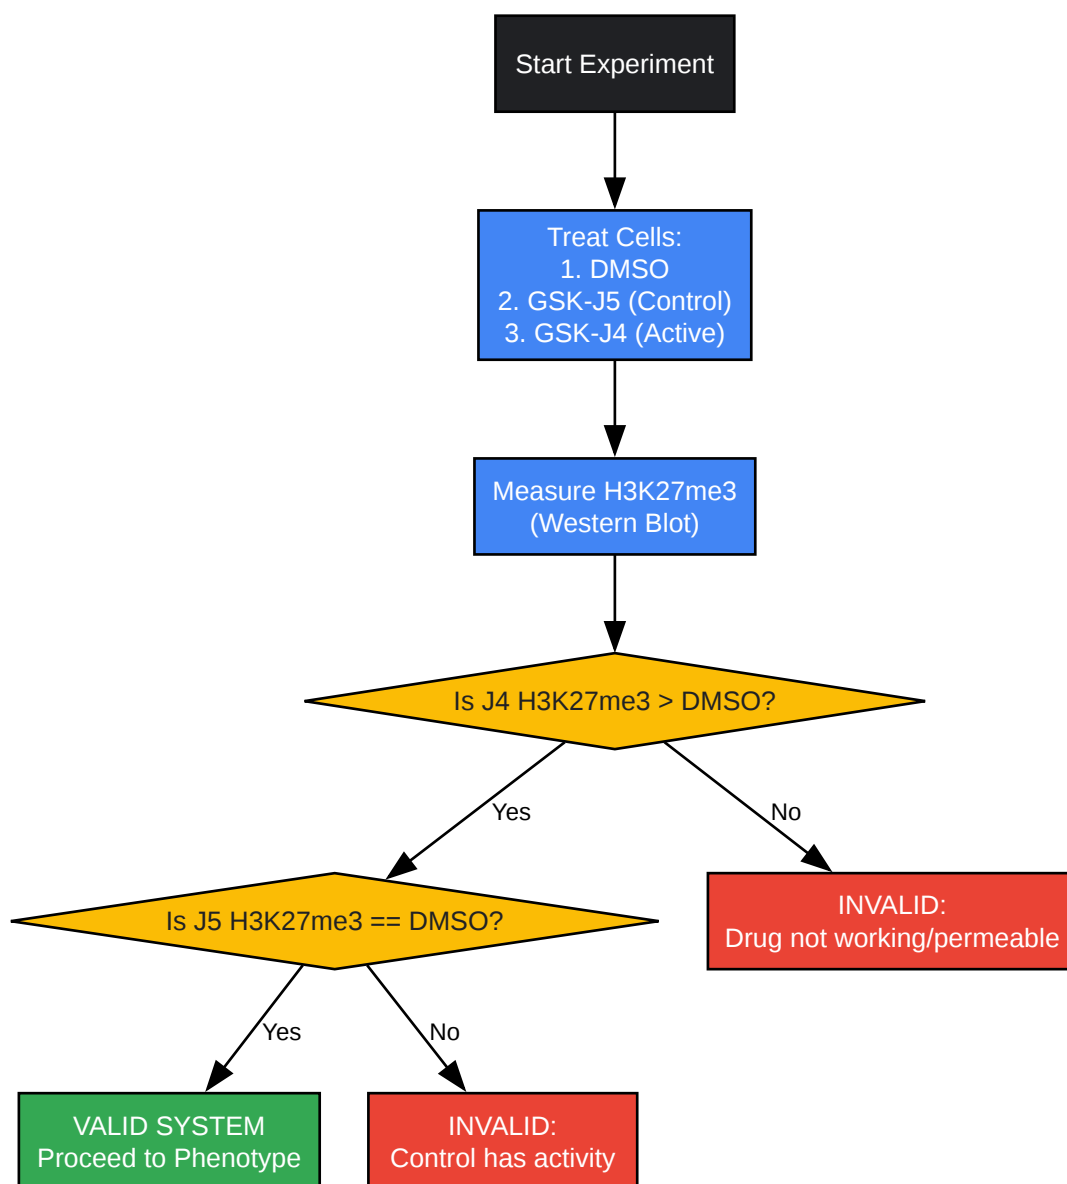 Start Experiment
Treat Cells:
1. DMSO
2. GSK-J5 (Control)
3. GSK-J4 (Active)
Measure H3K27me3
(Western Blot)
Is J4 H3K27me3 > DMSO?
Yes
No
Is J5 H3K27me3 == DMSO?
INVALID:
Drug not working/permeable
Yes
No
VALID SYSTEM
Proceed to Phenotype
INVALID:
Control has activity